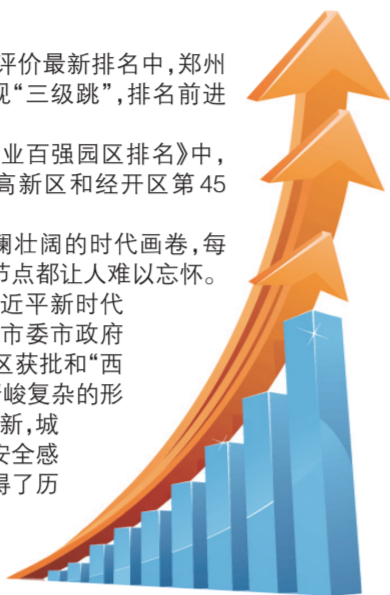 评价最新排名中,郑州
现“三级跳”,排名前进
业百强园区排名》中,
高新区和经开区第 45
阔壮阔的时代画卷,每
节点都让人难以忘怀。
近平新时代
市委市政府
区获批和“西
峻复杂的形
新,城
安全感
得了历